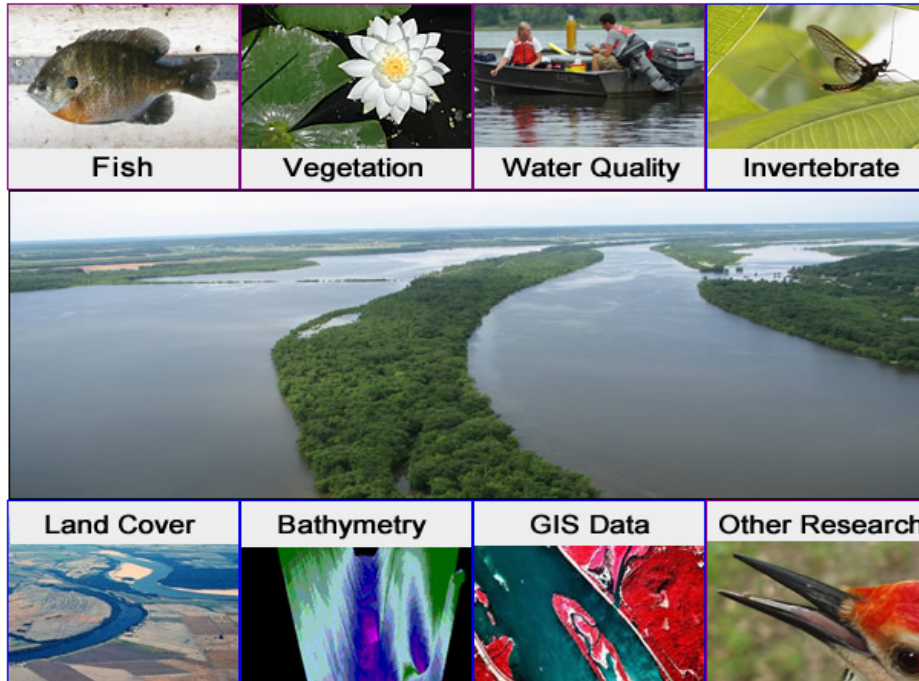 Fish
Vegetation
Water Quality
Invertebrate
Land Cover
Bathymetry
GIS Data
Other Research